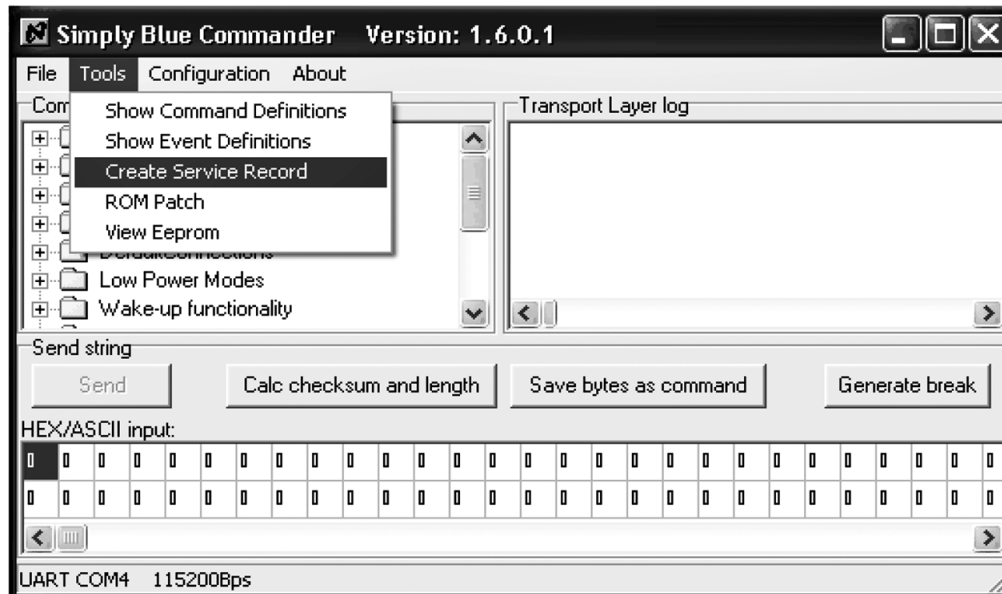 Simply Blue Commander Version: 1.6.0.1
File Tools Configuration About
Com
Transport Layer log
Show Command Definitions
Show Event Definitions
Create Service Record
ROM Patch
View Eeprom
DefaultConnections
Low Power Modes
Wake-up functionality
Send string
Send Calc checksum and length Save bytes as command Generate break
HEX/ASCII input:
0 0 0 0 0 0 0 0 0 0 0 0 0 0 0 0 0 0 0 0 0 0 0 0 0 0 0 0
0 0 0 0 0 0 0 0 0 0 0 0 0 0 0 0 0 0 0 0 0 0 0 0 0 0 0 0
UART COM4 115200Bps